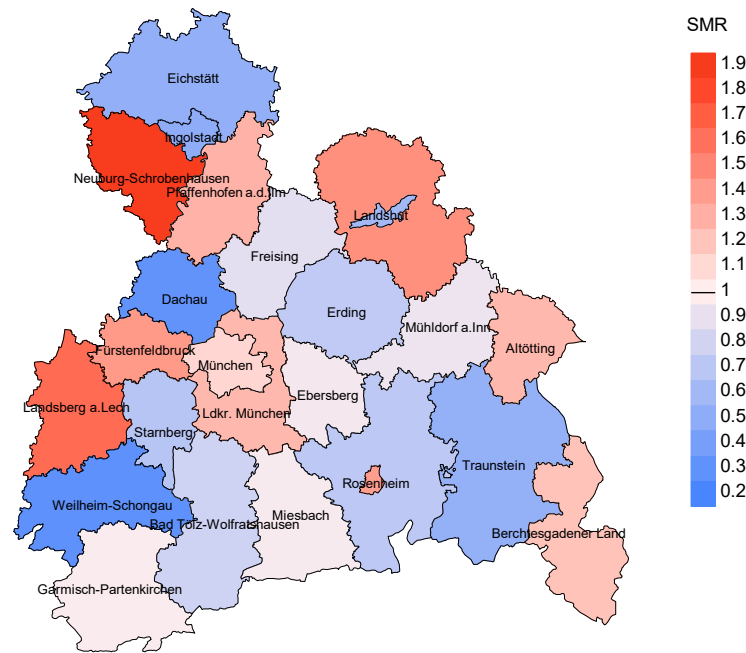 SMR
1.9
1.8
1.7
1.6
1.5
1.4
1.3
1.2
1.1
1
0.9
0.8
0.7
0.6
0.5
0.4
0.3
0.2
Eichstätt
Ingolstadt
Neuburg-Schrobenhausen
Pfaffenhofen a.d.Ilm
Landshut
Freising
Dachau
Erding
Mühldorf a.Inn
Altötting
Fürstenfeldbruck
München
Ebersberg
Landsberg a.Lech
Ldkr. München
Starnberg
Traunstein
Rosenheim
Weilheim-Schongau
Miesbach
Bad Tölz-Wolfratshausen
Berchtesgadener Land
Garmisch-Partenkirchen